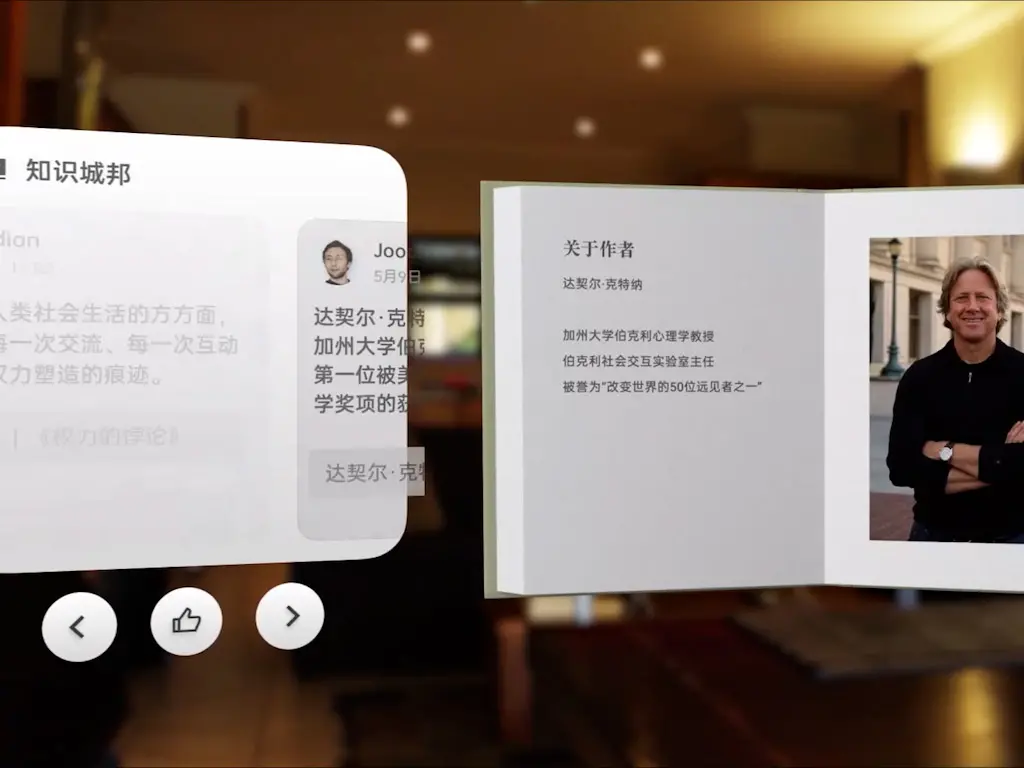 知识城邦
dion
人类社会生活的方方面，
每一次交流、每一次互动
权力塑造的痕迹。
| 《权力的悖论》
Joo
5月9日
达契尔·克特
加州大学伯克
第一位被美
学奖项的获
达契尔·克特
关于作者
达契尔·克特纳
加州大学伯克利心理学教授
伯克利社会交互实验室主任
被誉为“改变世界的50位远见者之一”